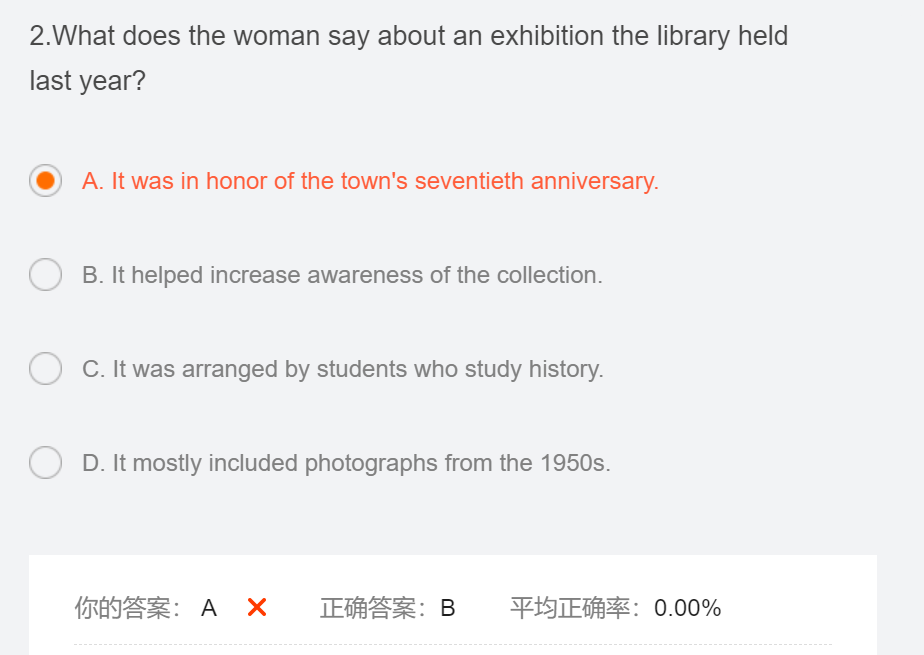 2.What does the woman say about an exhibition the library held
last year?
A. It was in honor of the town's seventieth anniversary.
B. It helped increase awareness of the collection.
C. It was arranged by students who study history.
D. It mostly included photographs from the 1950s.
你的答案： A ✕ 正确答案： B 平均正确率： 0.00%